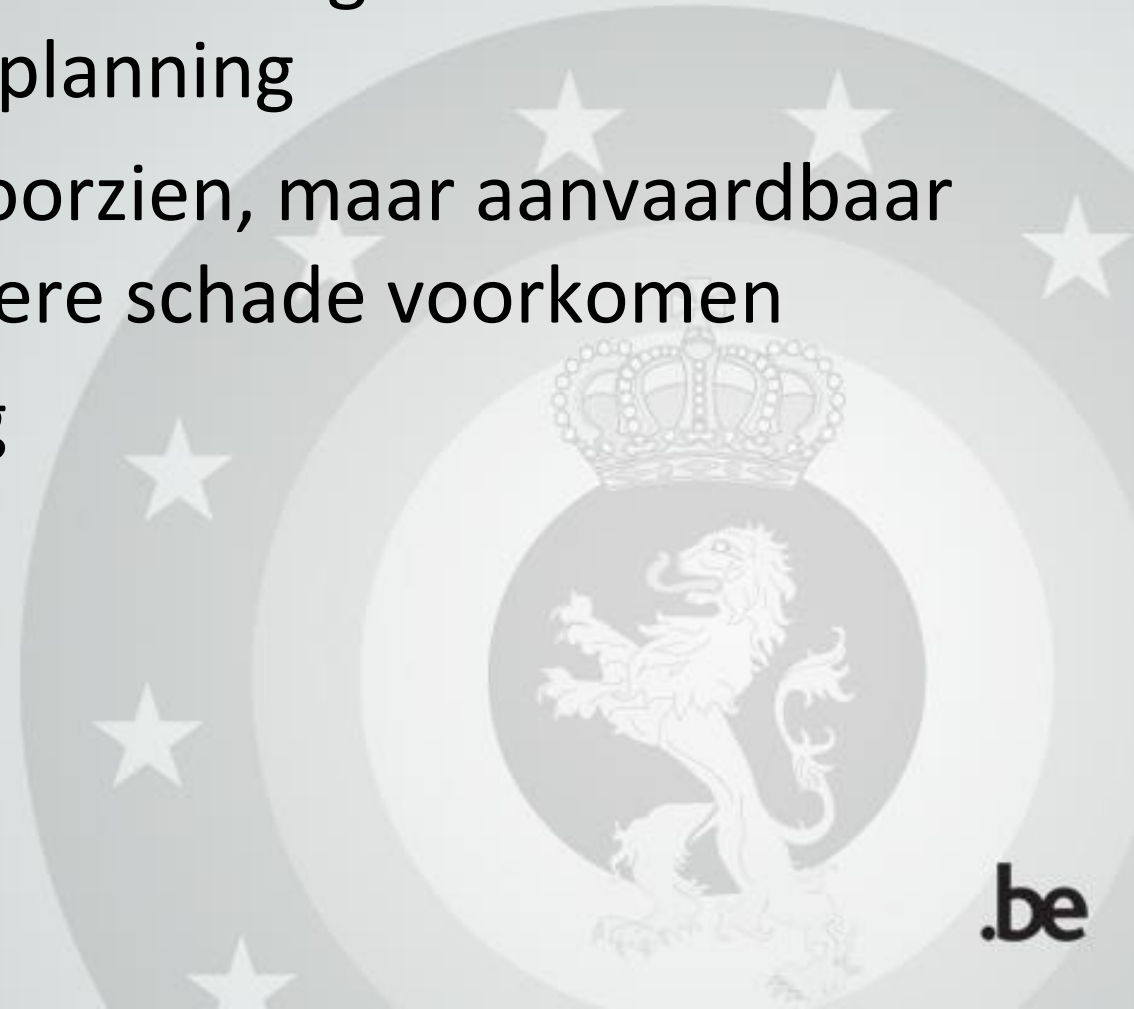 planning
oorzien, maar aanvaardbaar
ere schade voorkomen
g
.be